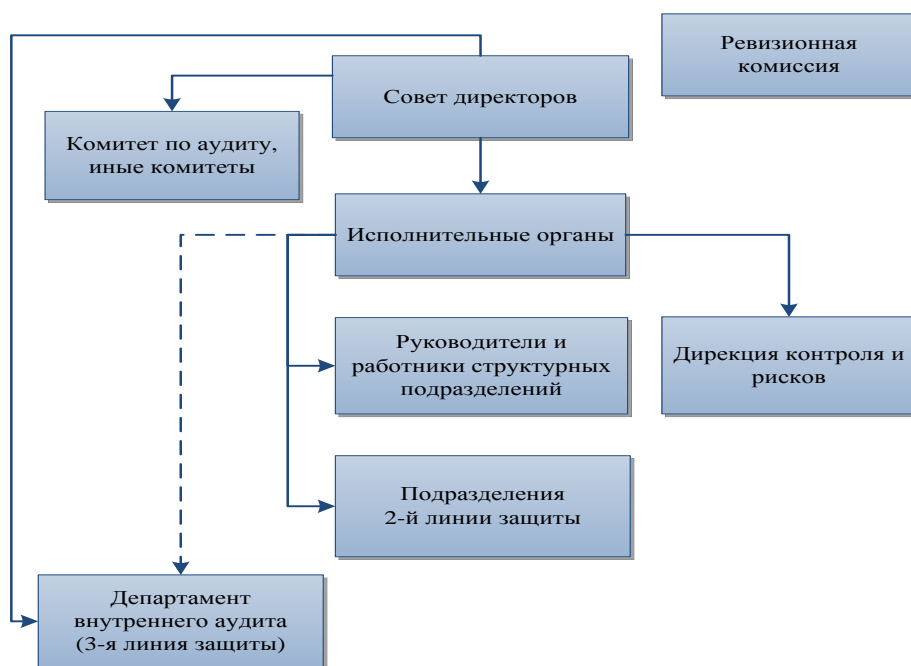 Ревизионная
комиссия
Совет директоров
Комитет по аудиту,
иные комитеты
Исполнительные органы
Руководители и
работники структурных
подразделений
Дирекция контроля и
рисков
Подразделения
2-й линии защиты
Департамент
внутреннего аудита
(3-я линия защиты)